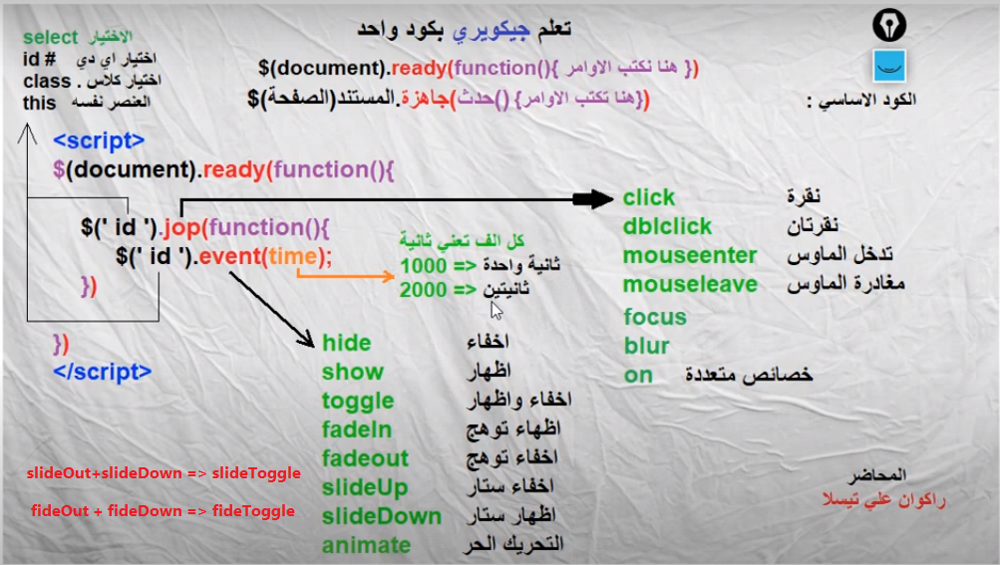 تعلم جيكويري بكود واحد
الاختيار select
id # اختيار اي دي
class . اختيار كلاس
this العنصر نفسه
$(document).ready(function(){ هنا نكتب الاوامر })
$(الصفحة)المستند.جاهزة(حدث() {هنا تكتب الاوامر})
الكود الاساسي :
<script>
$(document).ready(function(){
$(' id ').jop(function(){
$(' id ').event(time);
})
})
</script>
كل الف تعني ثانية
1000 => ثانية واحدة
2000 => ثانيتين
click نقرة
dblclick نقرتان
mouseenter تدخل الماوس
mouseleave مغادرة الماوس
focus
blur
on خصائص متعددة
hide اخفاء
show اظهار
toggle اخفاء واظهار
fadeIn اظهاء توهج
fadeout اخفاء توهج
slideUp اخفاء ستار
slideDown اظهار ستار
animate التحريك الحر
slideOut+slideDown => slideToggle
fideOut + fideDown => fideToggle
المحاضر
راكوان علي تيسلا